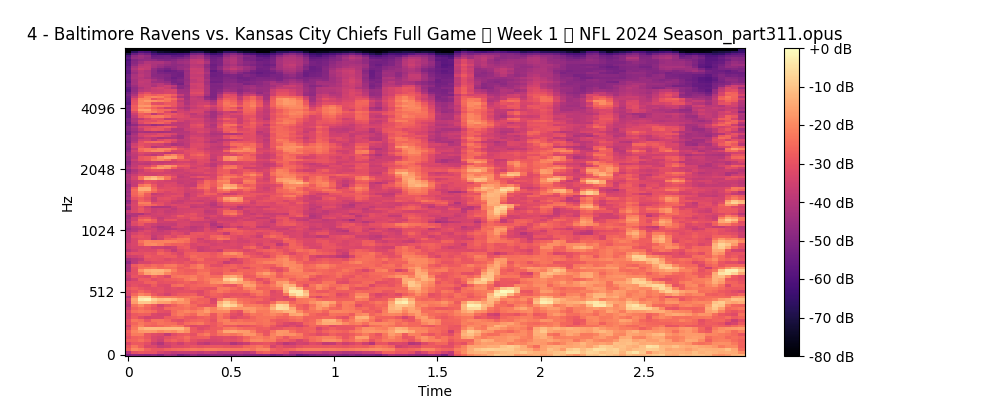 4 - Baltimore Ravens vs. Kansas City Chiefs Full Game ▯ Week 1 ▯ NFL 2024 Season_part311.opus
+0 dB
-10 dB
-20 dB
-30 dB
-40 dB
-50 dB
-60 dB
-70 dB
-80 dB
Hz
4096
2048
1024
512
0
0
0.5
1
1.5
2
2.5
Time